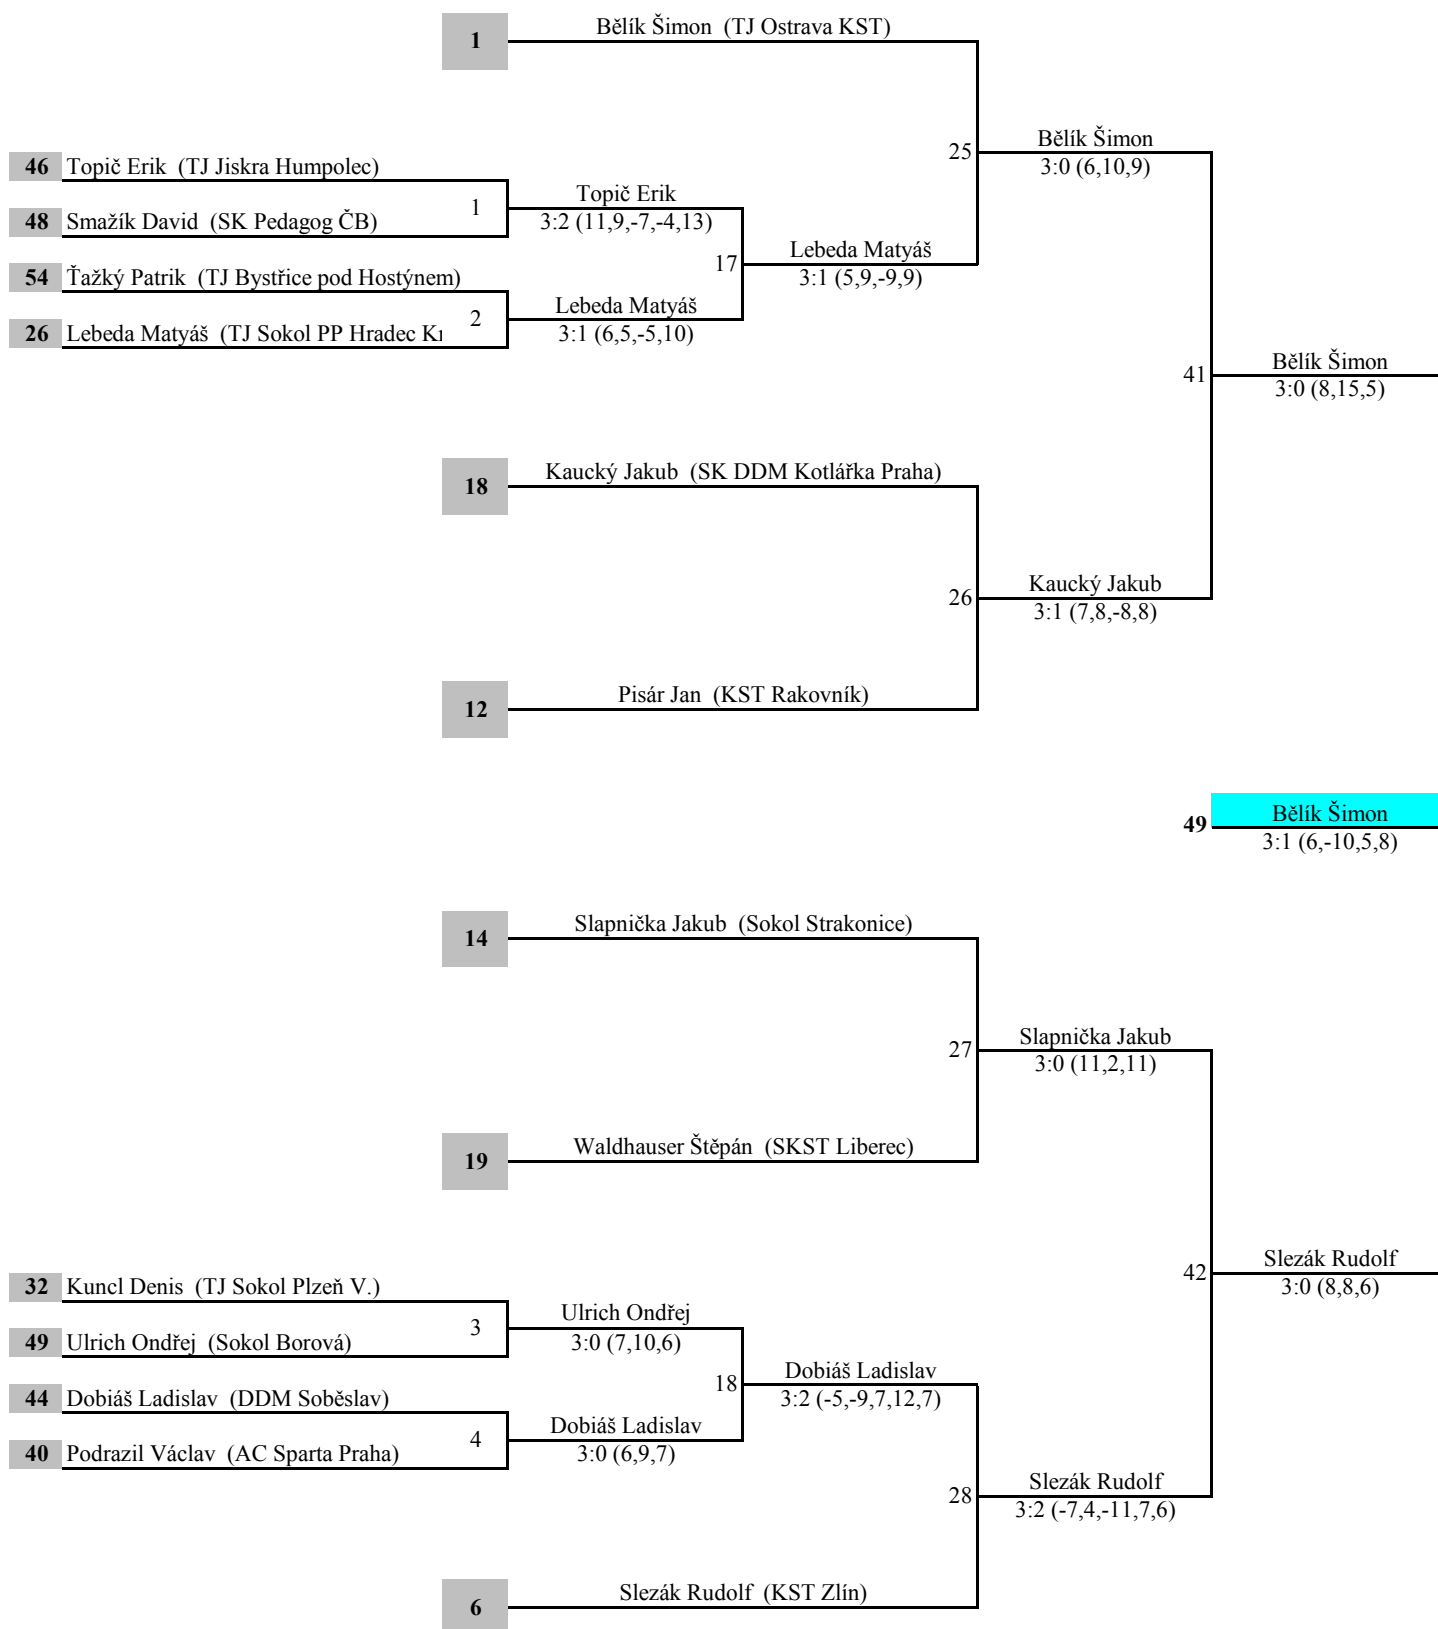 1 Bělík Šimon (TJ Ostrava KST)
25 Bělík Šimon
3:0 (6,10,9)
46 Topič Erik (TJ Jiskra Humpolec)
1 Topič Erik
3:2 (11,9,-7,-4,13)
48 Smažík David (SK Pedagog ČB)
17 Lebeda Matyáš
3:1 (5,9,-9,9)
54 Ťažký Patrik (TJ Bystřice pod Hostýnem)
2 Lebeda Matyáš
3:1 (6,5,-5,10)
26 Lebeda Matyáš (TJ Sokol PP Hradec Kr
41 Bělík Šimon
3:0 (8,15,5)
18 Kaucký Jakub (SK DDM Kotlářka Praha)
26 Kaucký Jakub
3:1 (7,8,-8,8)
12 Pisár Jan (KST Rakovník)
49 Bělík Šimon
3:1 (6,-10,5,8)
14 Slapnička Jakub (Sokol Strakonice)
27 Slapnička Jakub
3:0 (11,2,11)
19 Waldhauser Štěpán (SKST Liberec)
42 Slezák Rudolf
3:0 (8,8,6)
32 Kuncl Denis (TJ Sokol Plzeň V.)
3 Ulrich Ondřej
3:0 (7,10,6)
49 Ulrich Ondřej (Sokol Borová)
18 Dobiáš Ladislav
3:2 (-5,-9,7,12,7)
44 Dobiáš Ladislav (DDM Soběslav)
4 Dobiáš Ladislav
3:0 (6,9,7)
40 Podrazil Václav (AC Sparta Praha)
28 Slezák Rudolf
3:2 (-7,4,-11,7,6)
6 Slezák Rudolf (KST Zlín)